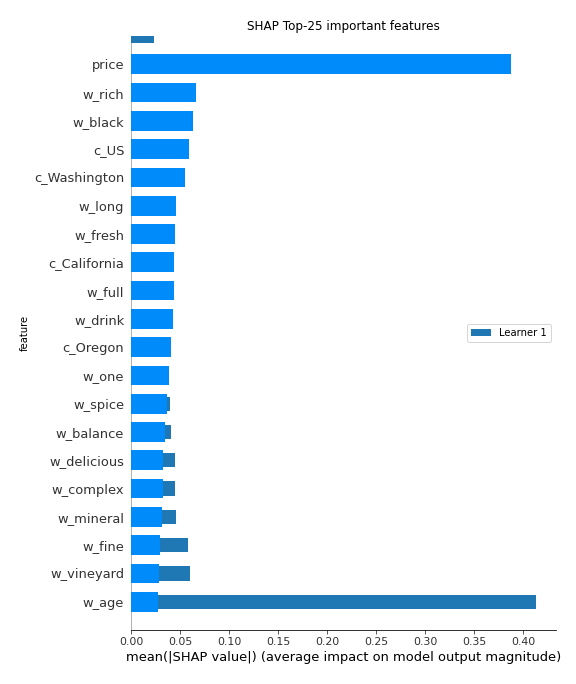 SHAP Top-25 important features
price
w_rich
w_black
c_US
c_Washington
w_long
w_fresh
c_California
w_full
w_drink
c_Oregon
w_one
w_spice
w_balance
w_delicious
w_complex
w_mineral
w_fine
w_vineyard
w_age
feature
Learner 1
0.00 0.05 0.10 0.15 0.20 0.25 0.30 0.35 0.40
mean(|SHAP value|) (average impact on model output magnitude)